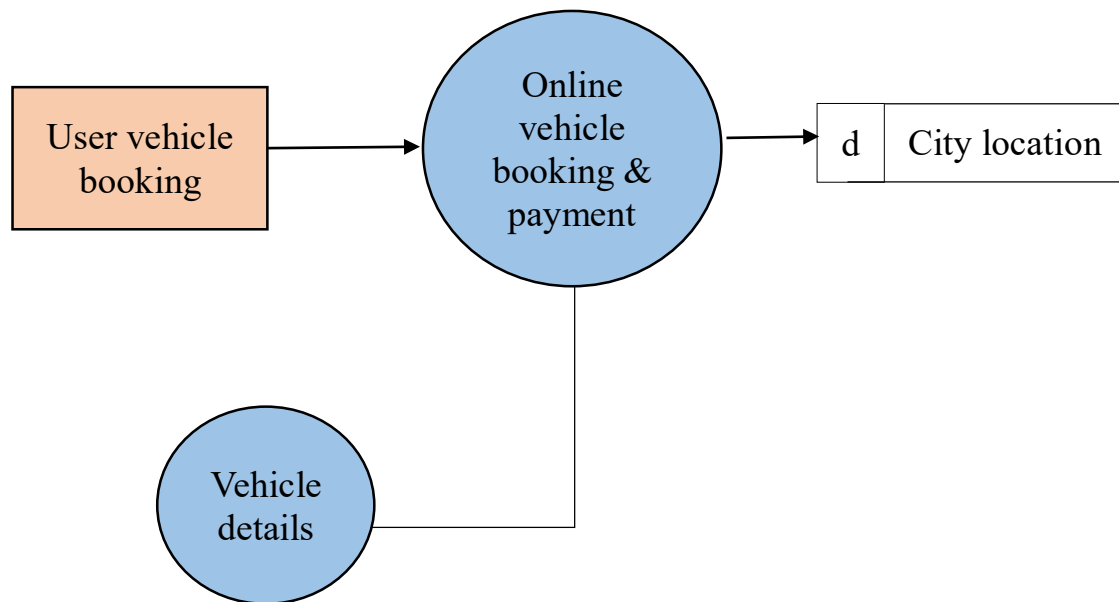 User vehicle
booking
Online
vehicle
booking &
payment
d
City location
Vehicle
details